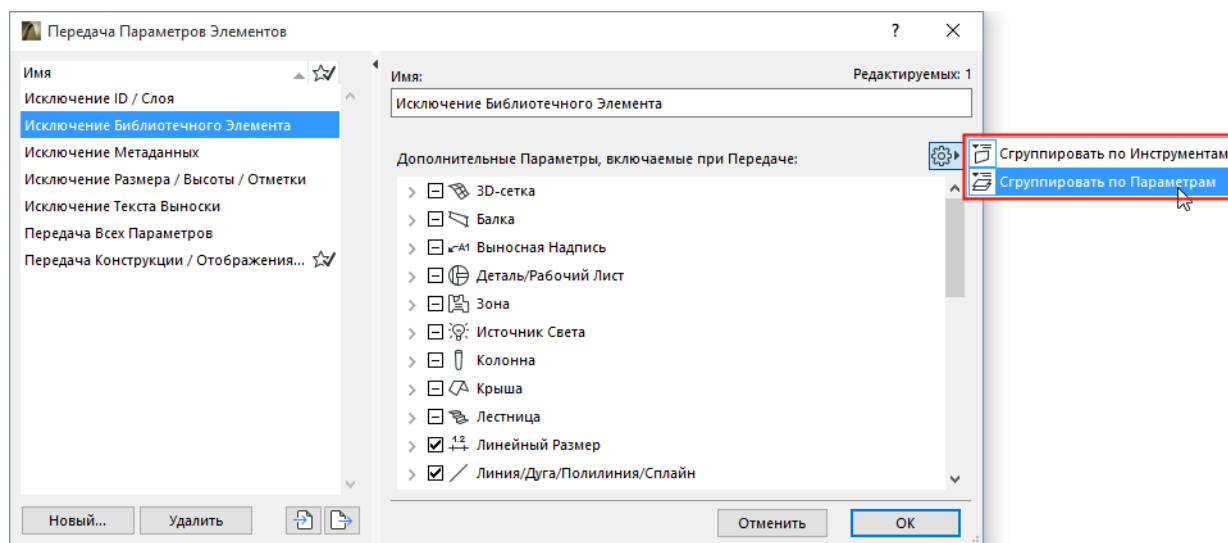 Передача Параметров Элементов
?
Имя
Исключение ID / Слоя
Исключение Библиотечного Элемента
Исключение Метаданных
Исключение Размера / Высоты / Отметки
Исключение Текста Выноски
Передача Всех Параметров
Передача Конструкции / Отображения...
Новый...
Удалить
Имя:
Редактируемых: 1
Исключение Библиотечного Элемента
Дополнительные Параметры, включаемые при Передаче:
Сгруппировать по Инструментам
Сгруппировать по Параметрам
3D-сетка
Балка
A1 Выносная Надпись
Деталь/Рабочий Лист
Зона
Источник Света
Колонна
Крыша
Лестница
1.2 Линейный Размер
Линия/Дуга/Полилиния/Сплайн
Отменить
OK